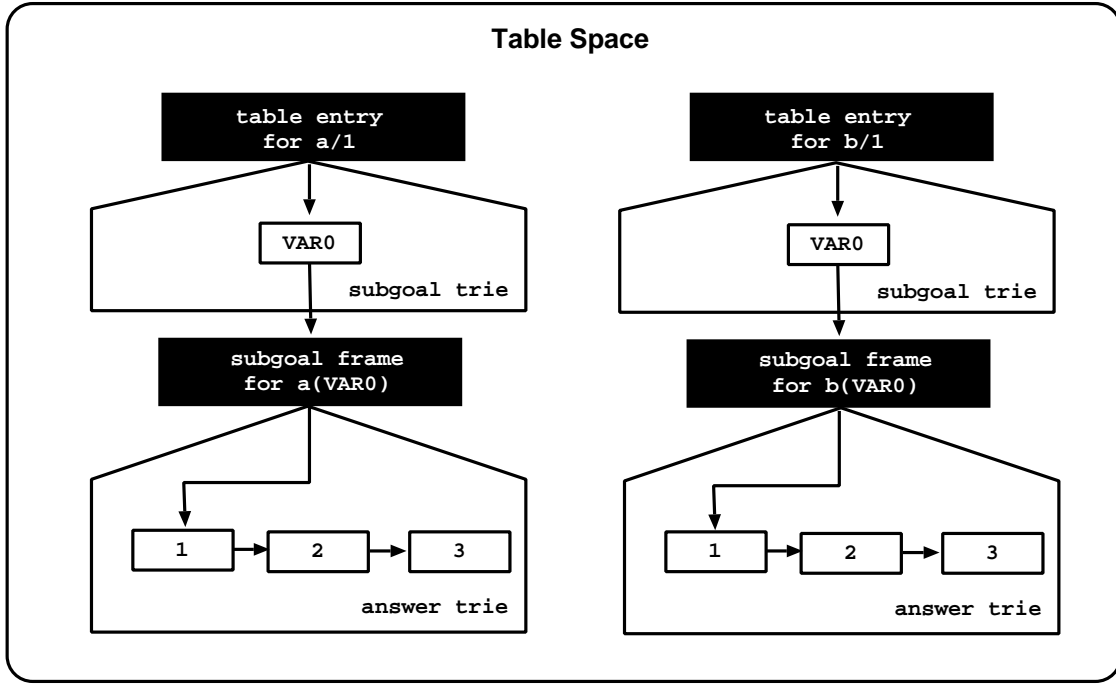 Table Space
table entry
for a/1
VAR0
subgoal trie
subgoal frame
for a(VAR0)
1
2
3
answer trie
table entry
for b/1
VAR0
subgoal trie
subgoal frame
for b(VAR0)
1
2
3
answer trie